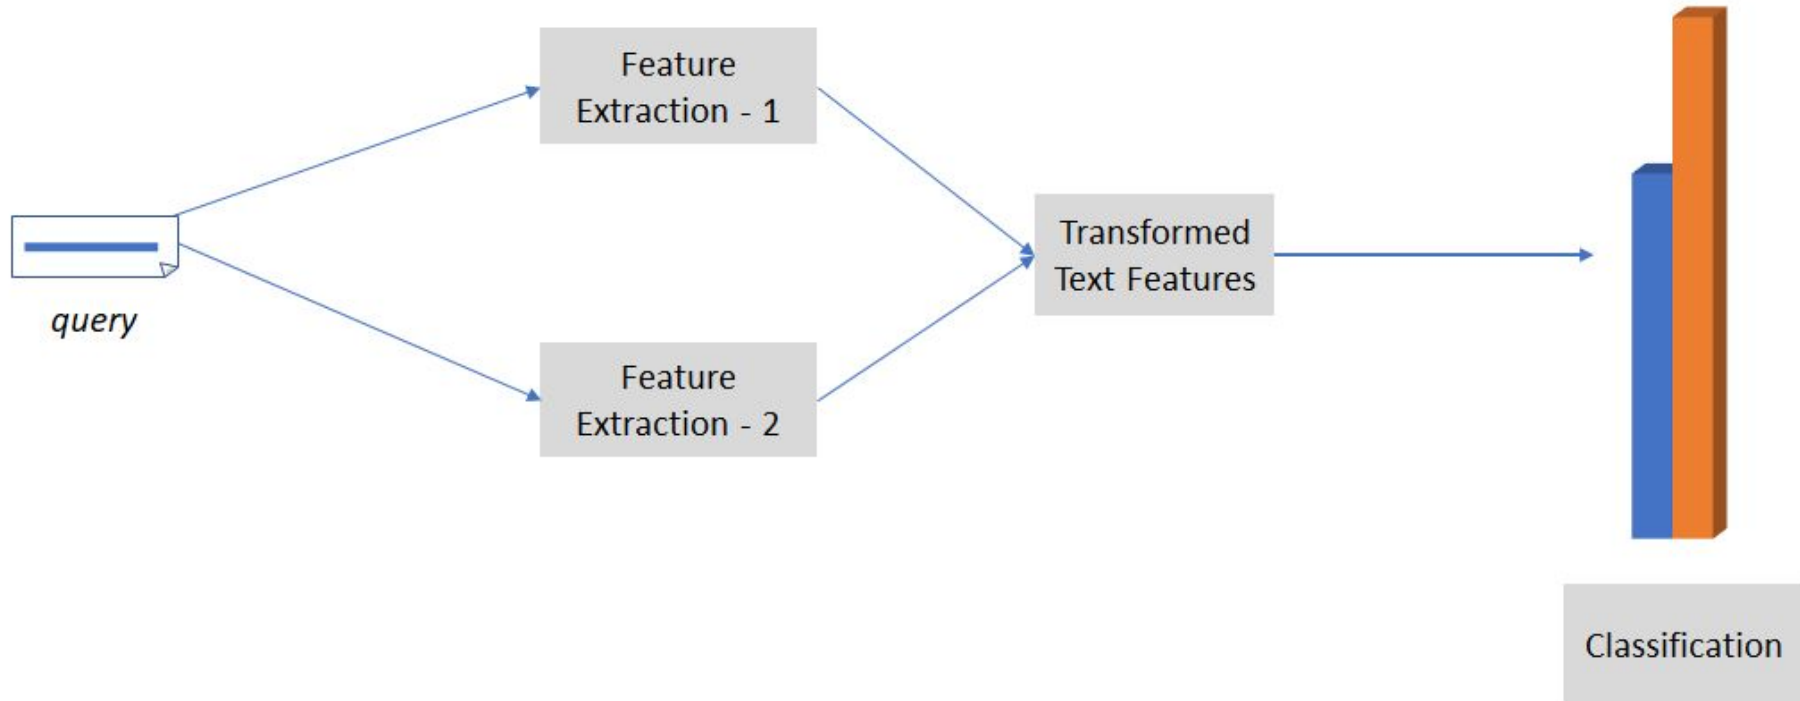 Feature
Extraction - 1
query
Transformed
Text Features
Feature
Extraction - 2
Classification